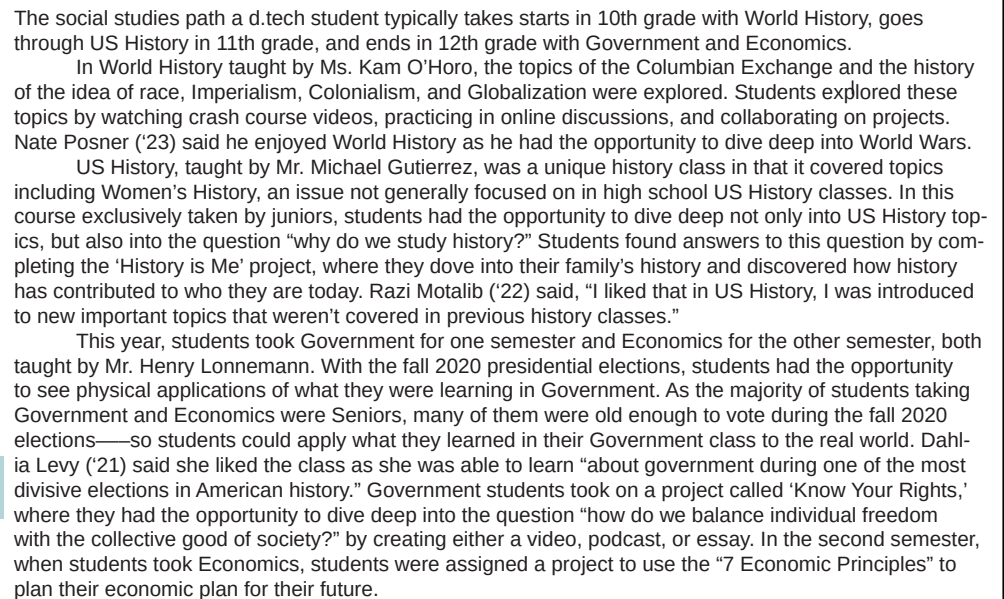 The social studies path a d.tech student typically takes starts in 10th grade with World History, goes
through US History in 11th grade, and ends in 12th grade with Government and Economics.
In World History taught by Ms. Kam O’Horo, the topics of the Columbian Exchange and the history
of the idea of race, Imperialism, Colonialism, and Globalization were explored. Students explored these
topics by watching crash course videos, practicing in online discussions, and collaborating on projects.
Nate Posner (‘23) said he enjoyed World History as he had the opportunity to dive deep into World Wars.
US History, taught by Mr. Michael Gutierrez, was a unique history class in that it covered topics
including Women’s History, an issue not generally focused on in high school US History classes. In this
course exclusively taken by juniors, students had the opportunity to dive deep not only into US History top-
ics, but also into the question “why do we study history?” Students found answers to this question by com-
pleting the ‘History is Me’ project, where they dove into their family’s history and discovered how history
has contributed to who they are today. Razi Motalib (‘22) said, “I liked that in US History, I was introduced
to new important topics that weren’t covered in previous history classes.”
This year, students took Government for one semester and Economics for the other semester, both
taught by Mr. Henry Lonnemann. With the fall 2020 presidential elections, students had the opportunity
to see physical applications of what they were learning in Government. As the majority of students taking
Government and Economics were Seniors, many of them were old enough to vote during the fall 2020
elections—–so students could apply what they learned in their Government class to the real world. Dahl-
ia Levy (‘21) said she liked the class as she was able to learn “about government during one of the most
divisive elections in American history.” Government students took on a project called ‘Know Your Rights,’
where they had the opportunity to dive deep into the question “how do we balance individual freedom
with the collective good of society?” by creating either a video, podcast, or essay. In the second semester,
when students took Economics, students were assigned a project to use the “7 Economic Principles” to
plan their economic plan for their future.